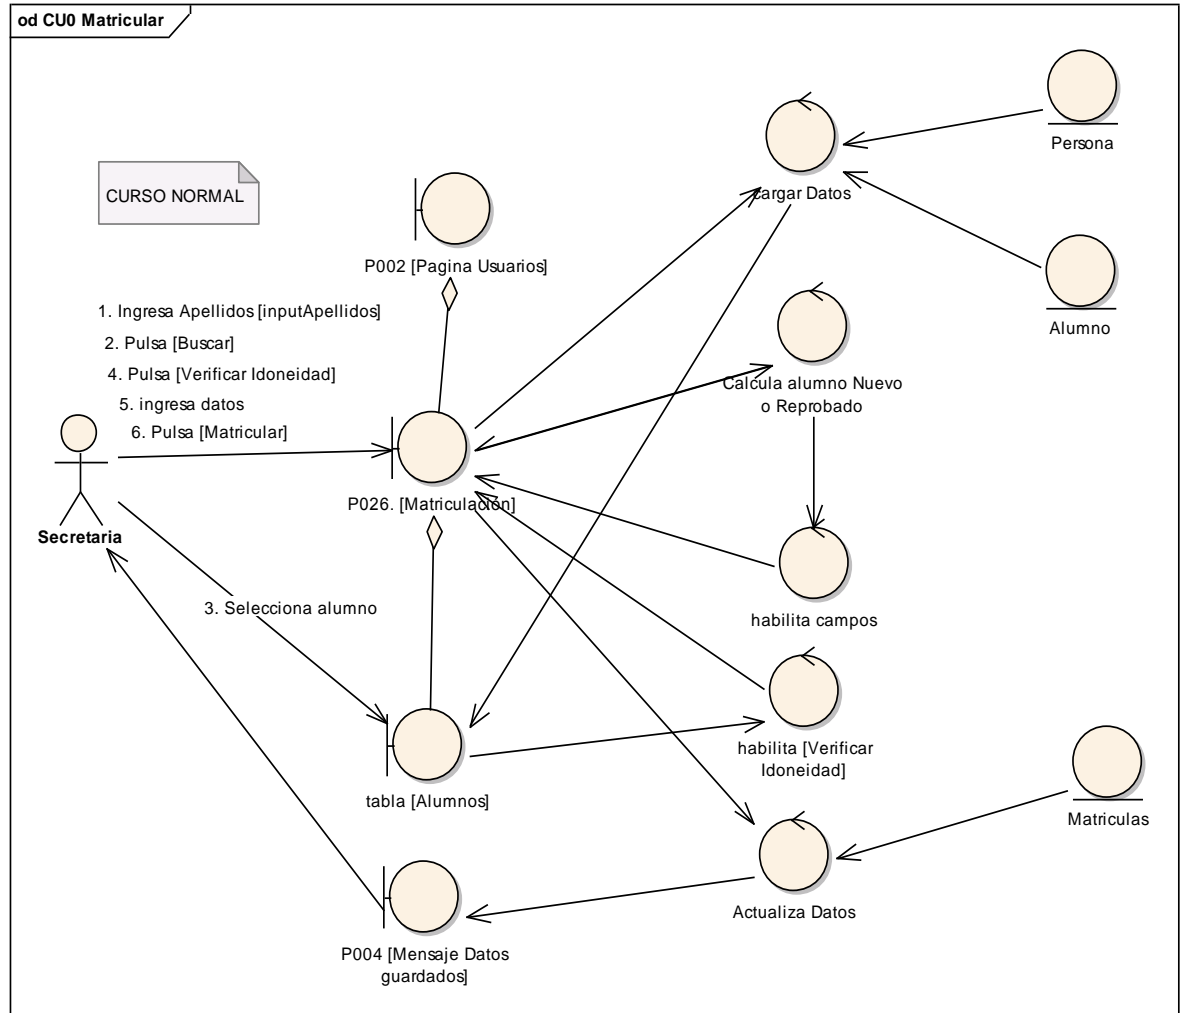 od CU0 Matricular
Persona
cargar Datos
CURSO NORMAL
P002 [Pagina Usuarios]
Alumno
1. Ingresa Apellidos [inputApellidos]
2. Pulsa [Buscar]
4. Pulsa [Verificar Idoneidad]
5. ingresa datos
6. Pulsa [Matricular]
Calcula alumno Nuevo
o Reprobado
P026. [Matriculación]
Secretaria
3. Selecciona alumno
habilita campos
habilita [Verificar
Idoneidad]
tabla [Alumnos]
Matriculas
Actualiza Datos
P004 [Mensaje Datos
guardados]